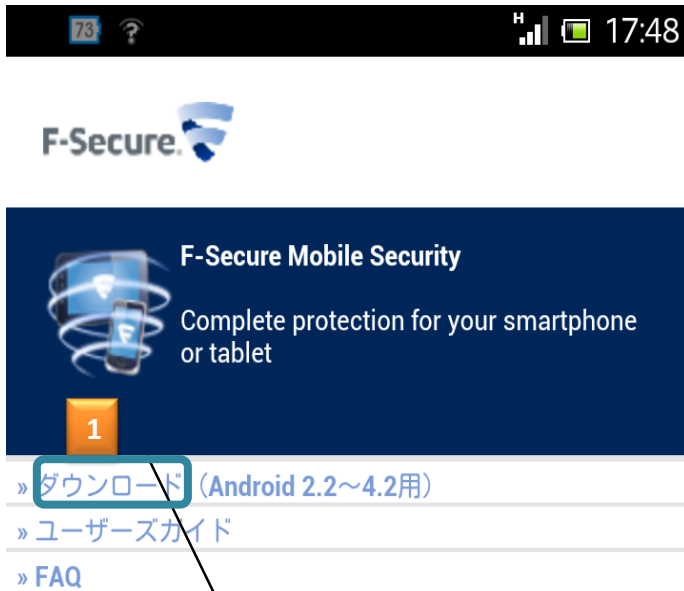 73 ? H 17:48
F-Secure.
F-Secure Mobile Security
Complete protection for your smartphone
or tablet
1
» ダウンロード（Android 2.2～4.2用）
» ユーザーズガイド
» FAQ